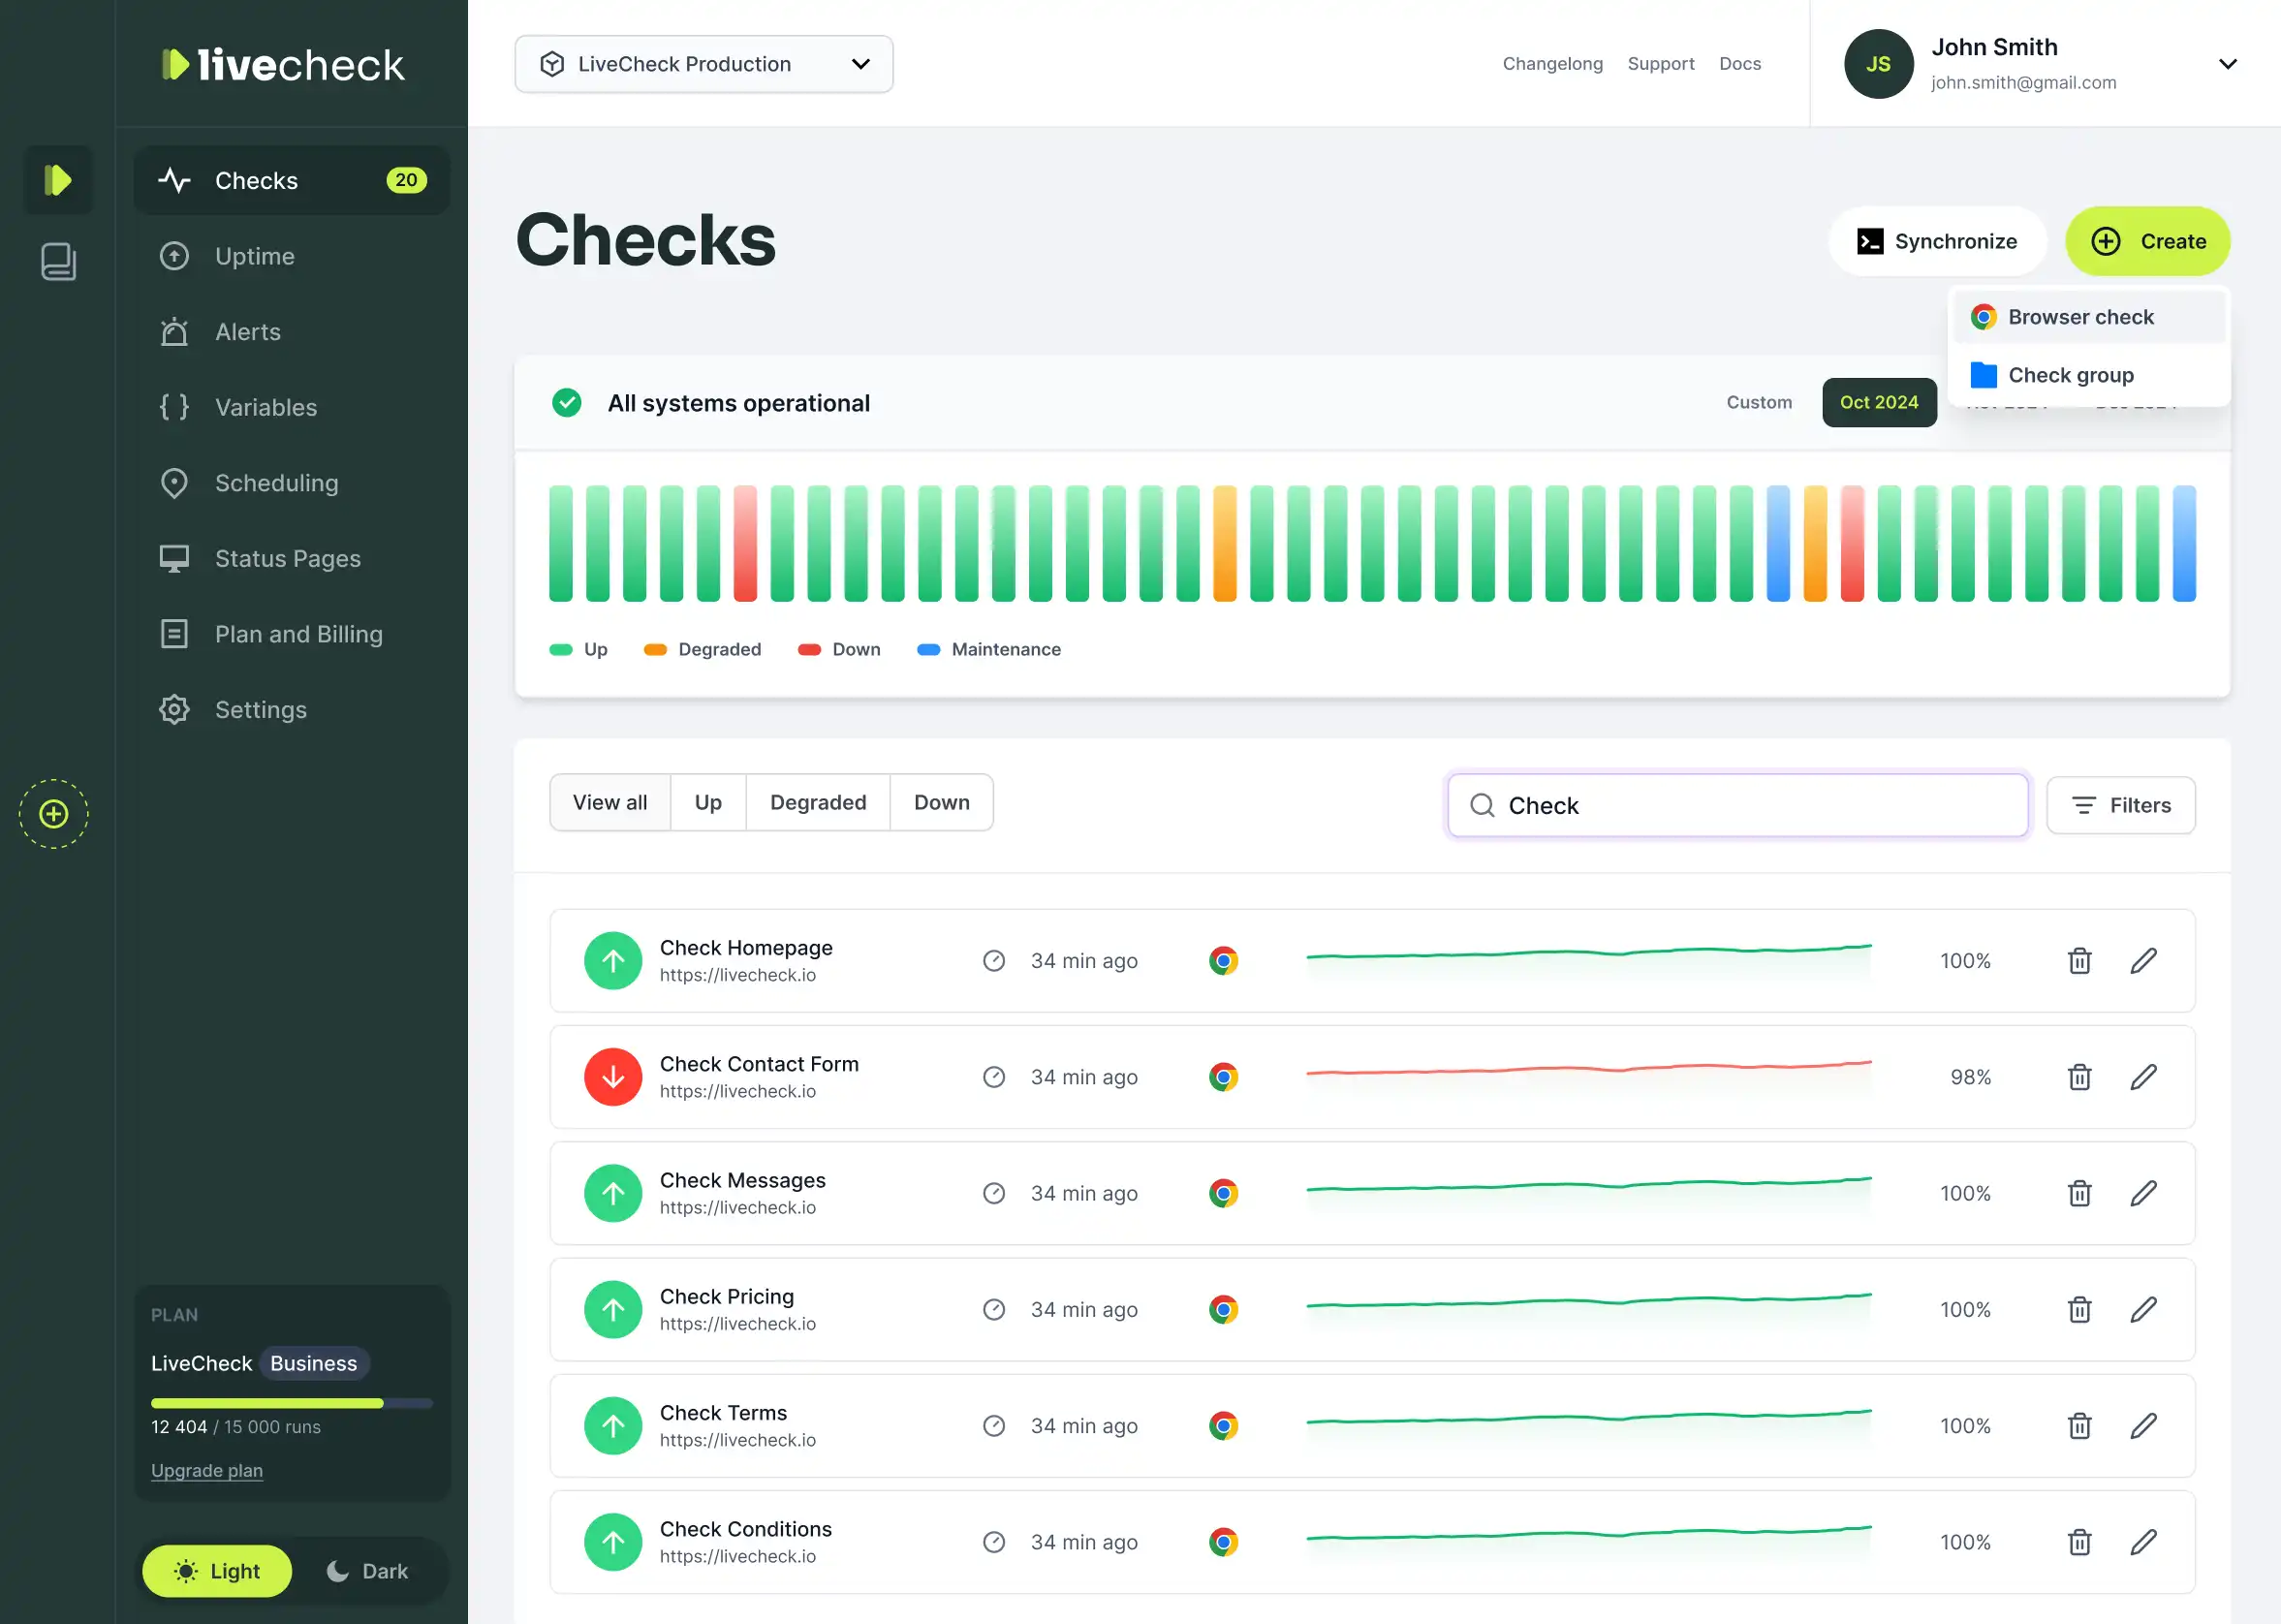 livecheck
LiveCheck Production
Changelog
Support
Docs
JS
John Smith
john.smith@gmail.com
Checks
20
Uptime
Alerts
Variables
Scheduling
Status Pages
Plan and Billing
Settings
PLAN
LiveCheck Business
12 404 / 15 000 runs
Upgrade plan
Light
Dark
Checks
Synchronize
Create
Browser check
Check group
All systems operational
Custom
Oct 2024
Up
Degraded
Down
Maintenance
View all
Up
Degraded
Down
Check
Filters
Check Homepage
https://livecheck.io
34 min ago
100%
Check Contact Form
https://livecheck.io
34 min ago
98%
Check Messages
https://livecheck.io
34 min ago
100%
Check Pricing
https://livecheck.io
34 min ago
100%
Check Terms
https://livecheck.io
34 min ago
100%
Check Conditions
https://livecheck.io
34 min ago
100%